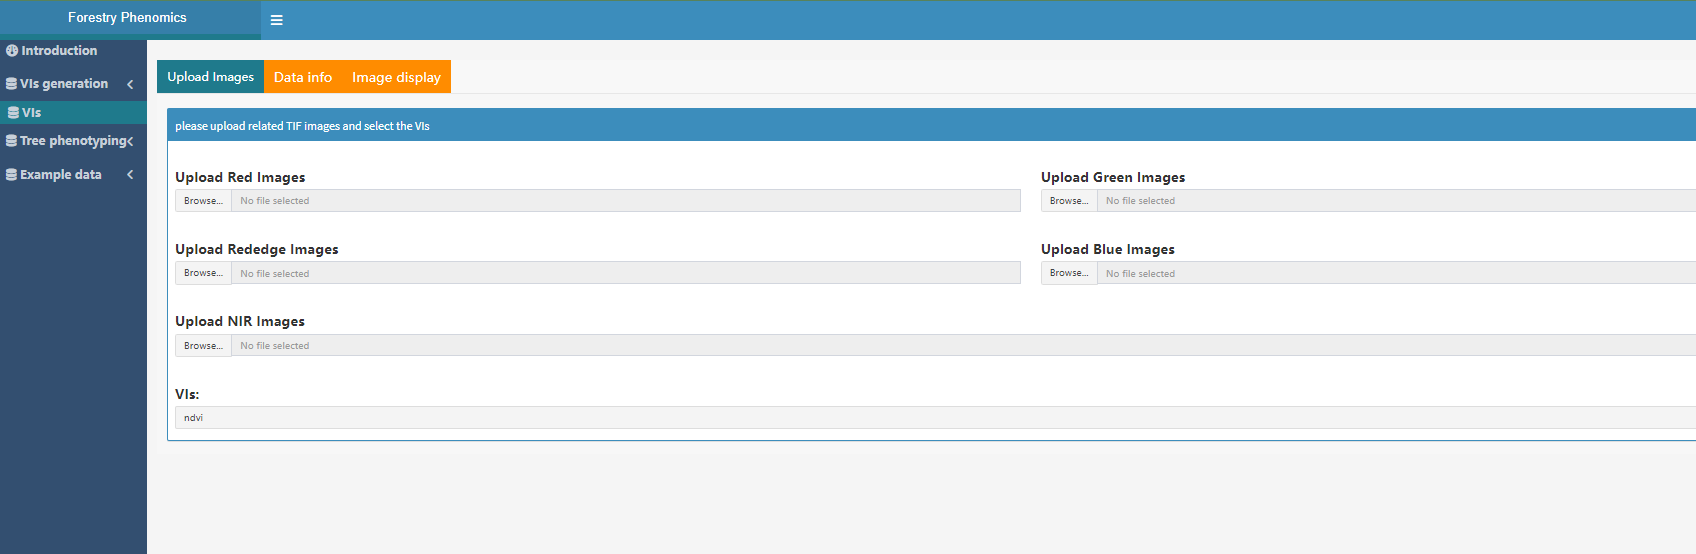 Forestry Phenomics
Introduction
VIs generation
VIs
Tree phenotyping
Example data
Upload Images Data info Image display
please upload related TIF images and select the VIs
Upload Red Images
Browse... No file selected
Upload Green Images
Browse... No file selected
Upload Rededge Images
Browse... No file selected
Upload Blue Images
Browse... No file selected
Upload NIR Images
Browse... No file selected
VIs:
ndvi